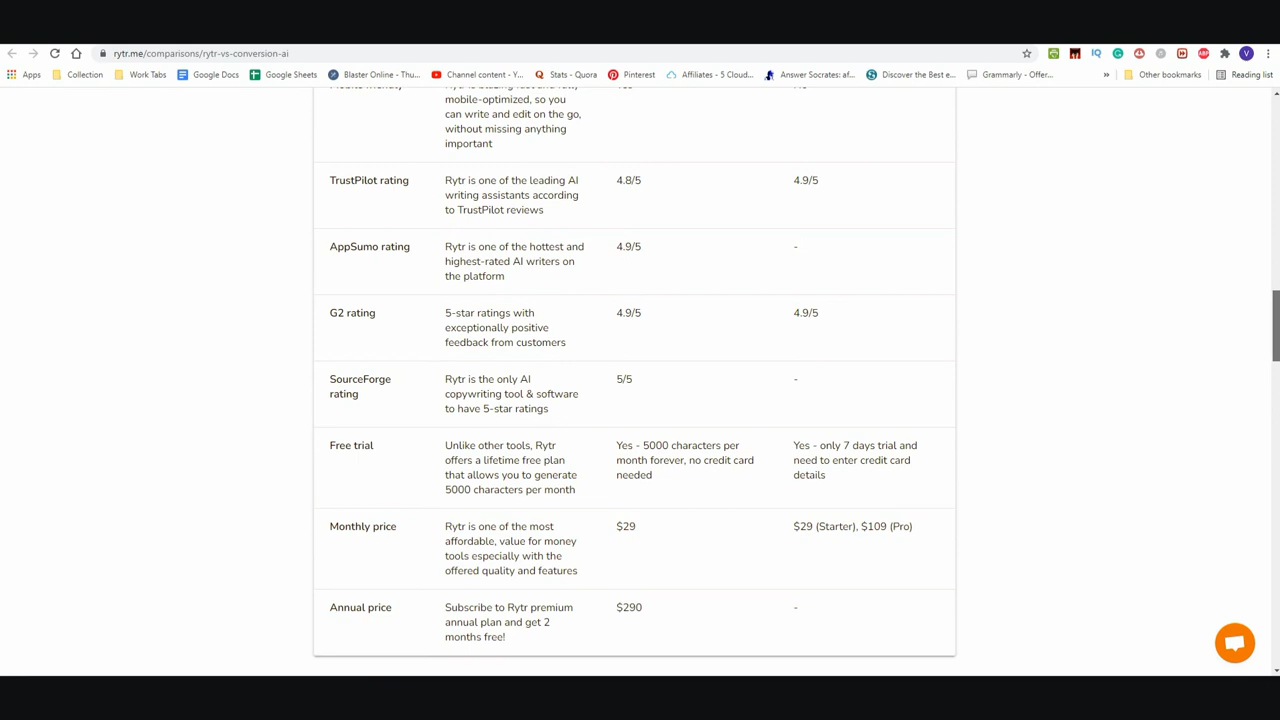 rytr.me/comparisons/rytr-vs-conversion-ai
Apps
Collection
Work Tabs
Google Docs
Google Sheets
Blaster Online - Thu...
Channel content - Y...
Stats - Quora
Pinterest
Affiliates - 5 Cloud...
Answer Socrates: af...
Discover the Best e...
Grammarly - Offer...
»
Other bookmarks
Reading list
mobile-optimized, so you
can write and edit on the go,
without missing anything
important
TrustPilot rating
Rytr is one of the leading AI
writing assistants according
to TrustPilot reviews
4.8/5
4.9/5
AppSumo rating
Rytr is one of the hottest and
highest-rated AI writers on
the platform
4.9/5
-
G2 rating
5-star ratings with
exceptionally positive
feedback from customers
4.9/5
4.9/5
SourceForge
rating
Rytr is the only AI
copywriting tool & software
to have 5-star ratings
5/5
-
Free trial
Unlike other tools, Rytr
offers a lifetime free plan
that allows you to generate
5000 characters per month
Yes - 5000 characters per
month forever, no credit card
needed
Yes - only 7 days trial and
need to enter credit card
details
Monthly price
Rytr is one of the most
affordable, value for money
tools especially with the
offered quality and features
$29
$29 (Starter), $109 (Pro)
Annual price
Subscribe to Rytr premium
annual plan and get 2
months free!
$290
-